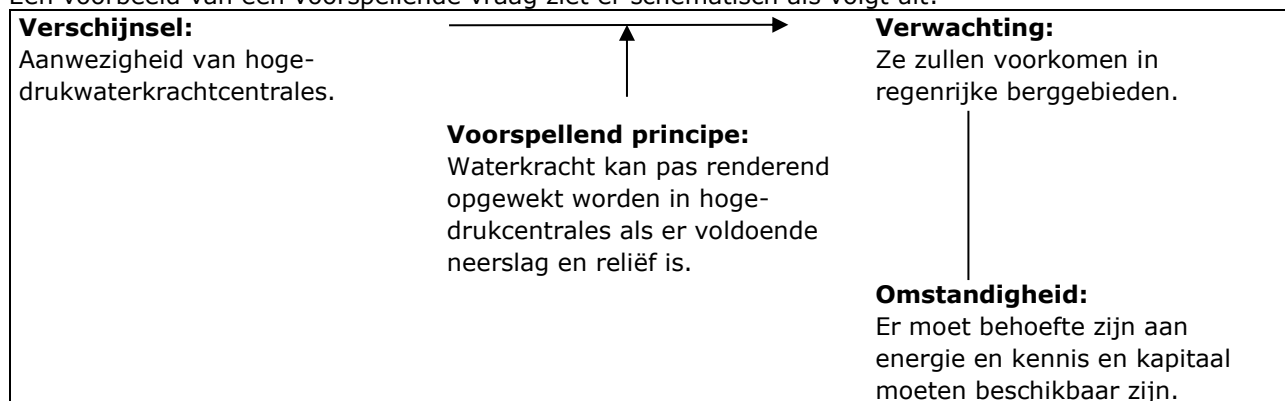 Een voorbeeld van een voorspellende vraag ziet er schematisch als volgt uit:
Verschijnsel:
Aanwezigheid van hoge-
drukwaterkrachtcentrales.
Verwachting:
Ze zullen voorkomen in
regenrijke berggebieden.
Voorspellend principe:
Waterkracht kan pas renderend
opgewekt worden in hoge-
drukcentrales als er voldoende
neerslag en reliëf is.
Omstandigheid:
Er moet behoefte zijn aan
energie en kennis en kapitaal
moeten beschikbaar zijn.